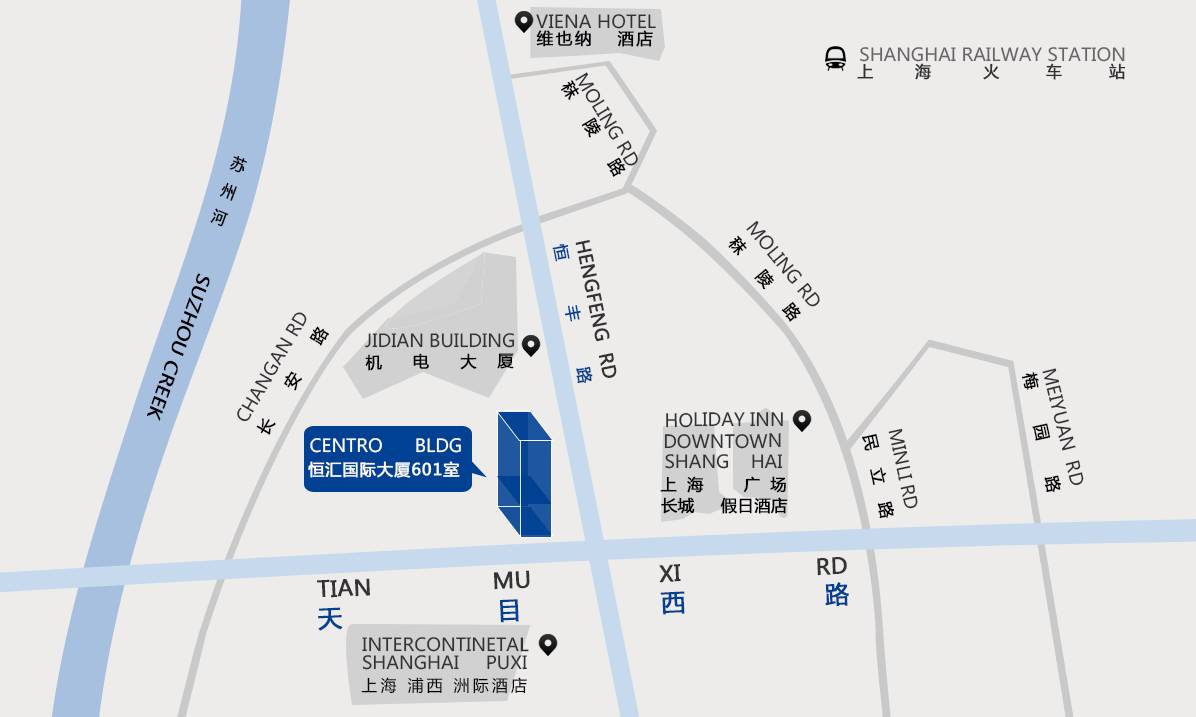 VIENA HOTEL
维也纳 酒店
SHANGHAI RAILWAY STATION
上海火车站
MOLING RD
秣陵路
苏州河
SUZHOU CREEK
HENGFENG RD
恒丰路
MOLING RD
秣陵路
CHANGAN RD
长安路
JIDIAN BUILDING
机电大厦
CENTRO BLDG
恒汇国际大厦601室
HOLIDAY INN
DOWNTOWN
SHANG HAI
上海 广场
长城 假日酒店
MINLI RD
民立路
MEIYUAN RD
梅园路
TIAN MU XI RD
天目西路
INTERCONTINETAL
SHANGHAI PUXI
上海 浦西 洲际酒店